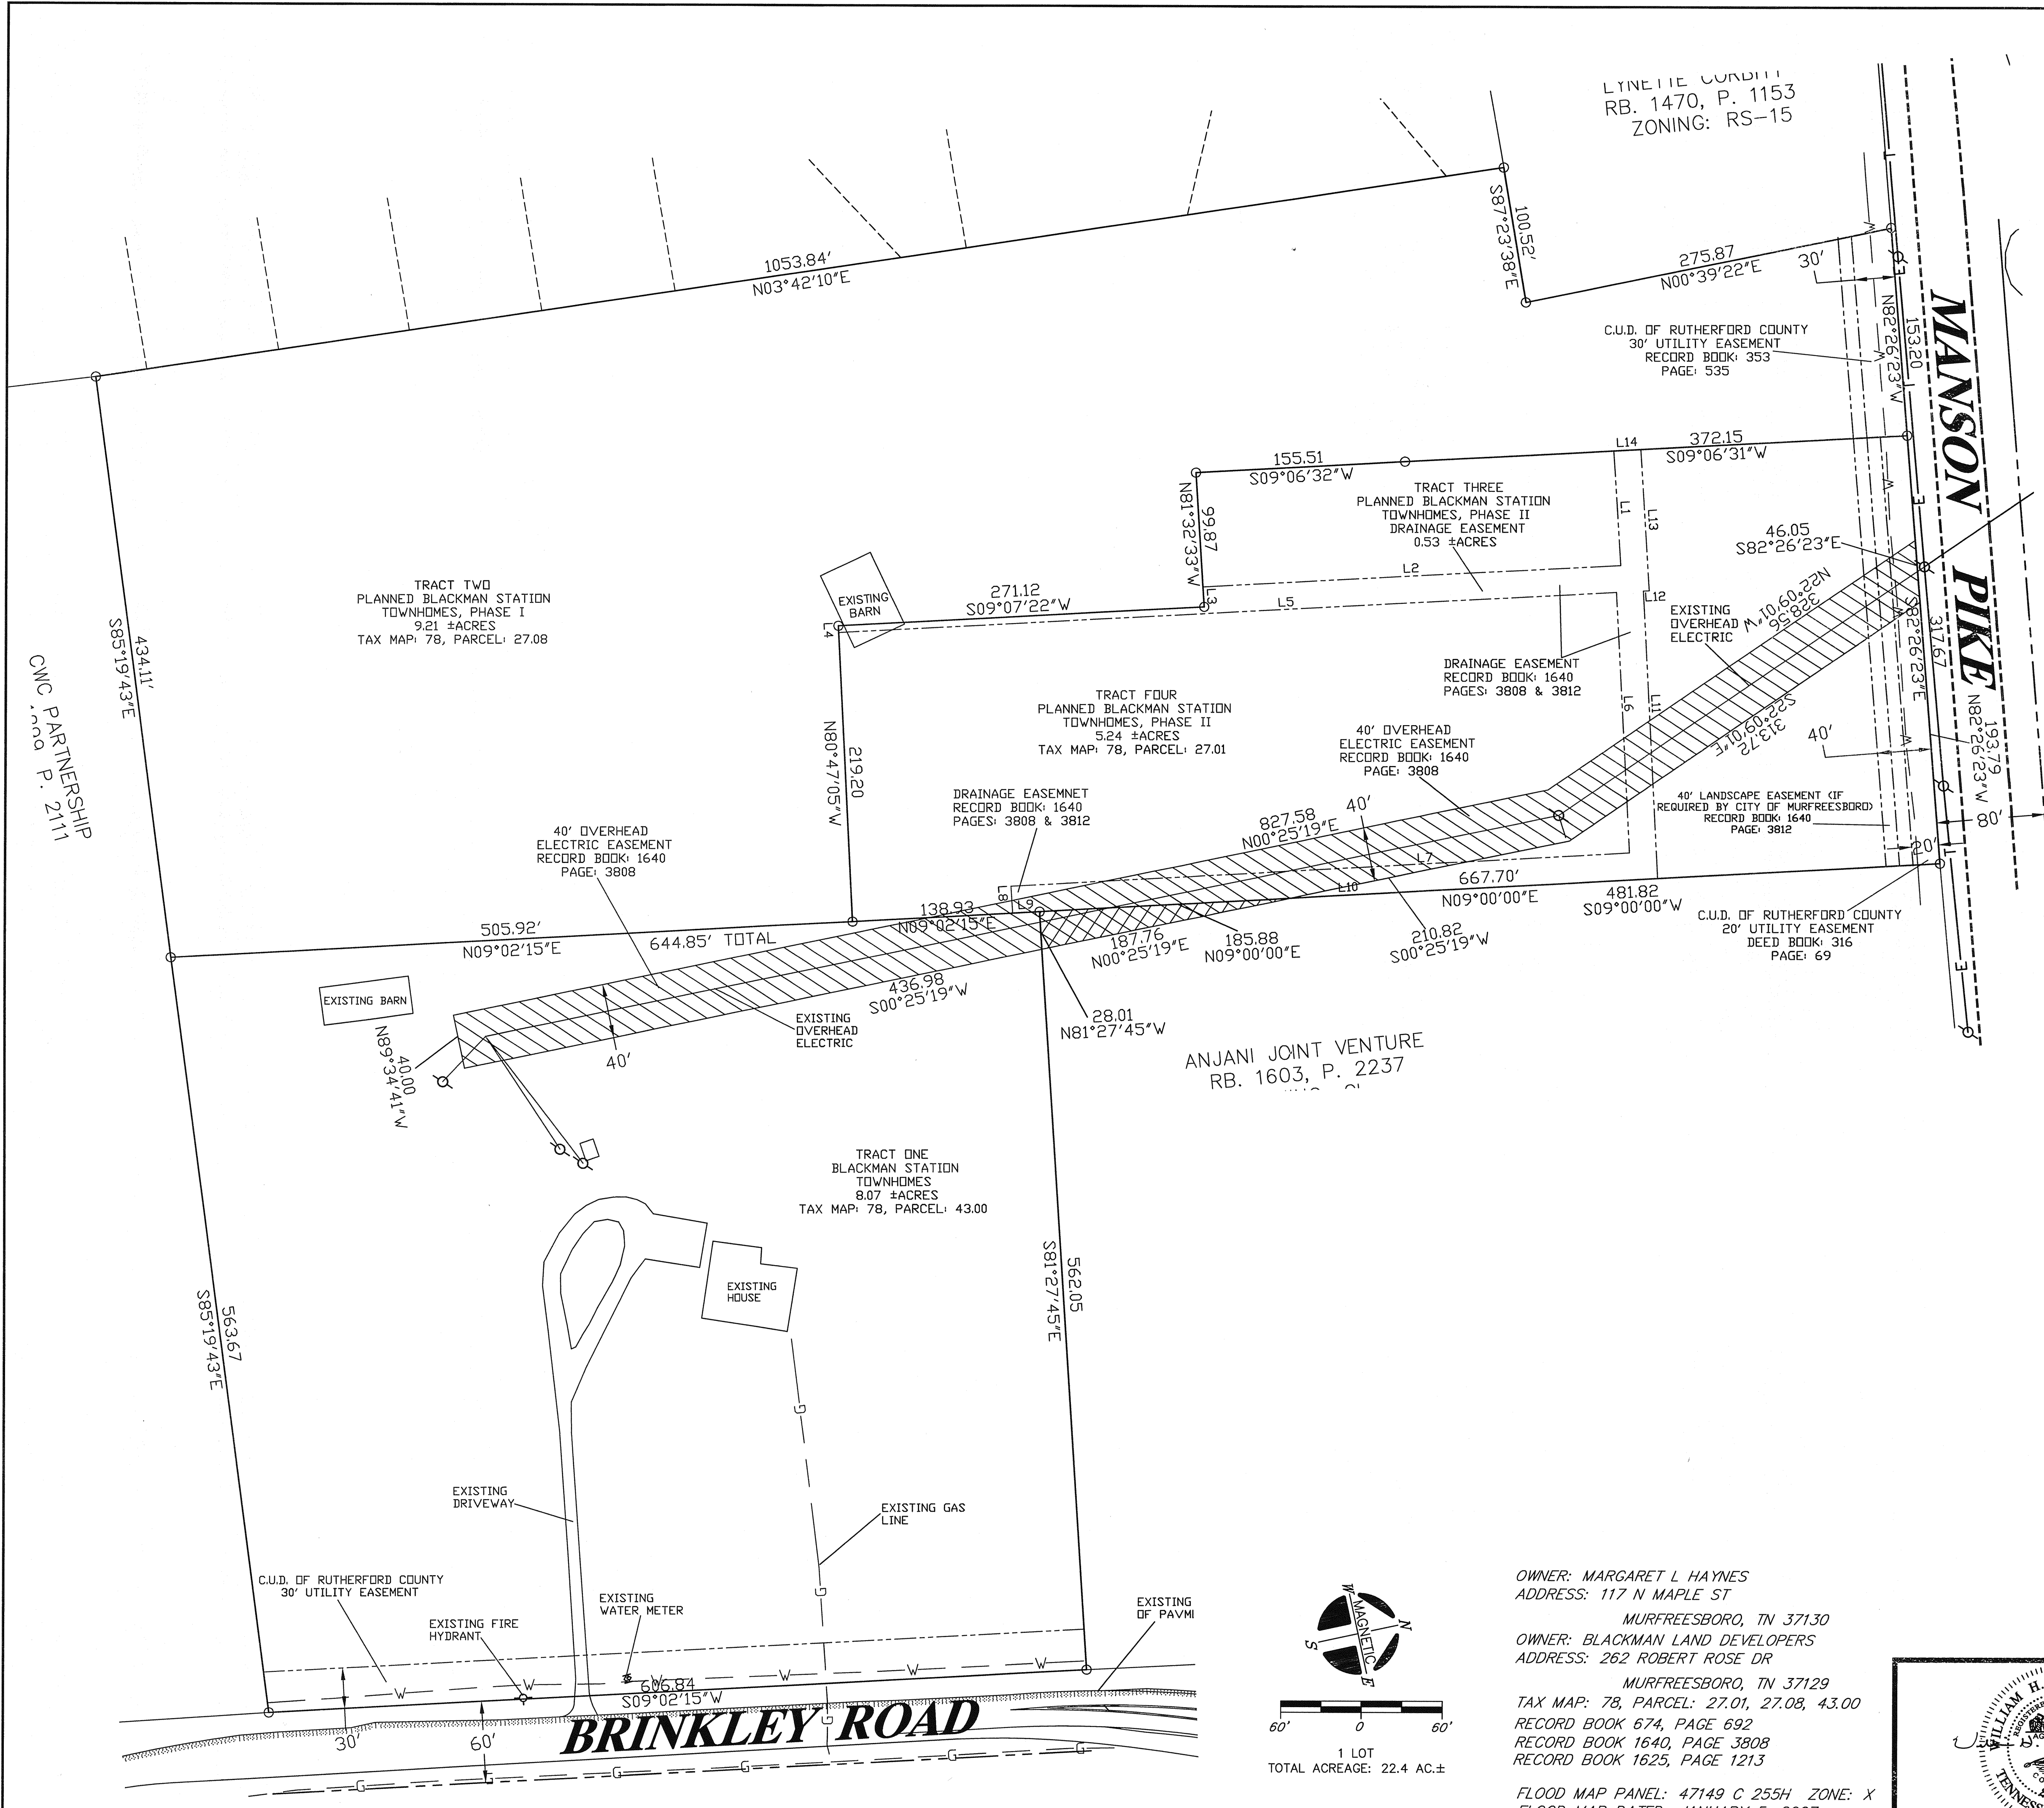 RB. 1470, P. 1153
ZONING: RS-15
1053.84'
N03°42'10"E
100.52'
S87°23'38"E
275.87
N00°39'22"E
30'
153.20
N82°26'23"W
MANSON PIKE
C.U.D. OF RUTHERFORD COUNTY
30' UTILITY EASEMENT
RECORD BOOK: 353
PAGE: 535
L14
372.15
S09°06'31"W
155.51
S09°06'32"W
99.87
N81°32'33"W
TRACT THREE
PLANNED BLACKMAN STATION
TOWNHOMES, PHASE II
DRAINAGE EASEMENT
0.53 ±ACRES
L1
L13
46.05
S82°26'23"E
L2
L3
L5
L12
271.12
S09°07'22"W
EXISTING
BARN
L4
TRACT TWO
PLANNED BLACKMAN STATION
TOWNHOMES, PHASE I
9.21 ±ACRES
TAX MAP: 78, PARCEL: 27.08
434.11'
S85°19'43"E
CWC PARTNERSHIP
P. 2111
EXISTING
OVERHEAD
ELECTRIC
328.56
N22°09'01"W
317.67
S82°26'23"E
DRAINAGE EASEMENT
RECORD BOOK: 1640
PAGES: 3808 & 3812
L6
L11
313.72
S22°09'01"E
40'
193.79
N82°26'23"W
80'
TRACT FOUR
PLANNED BLACKMAN STATION
TOWNHOMES, PHASE II
5.24 ±ACRES
TAX MAP: 78, PARCEL: 27.01
219.20
N80°47'05"W
40' OVERHEAD
ELECTRIC EASEMENT
RECORD BOOK: 1640
PAGE: 3808
DRAINAGE EASEMNET
RECORD BOOK: 1640
PAGES: 3808 & 3812
827.58
N00°25'19"E
40'
40' LANDSCAPE EASEMENT (IF
REQUIRED BY CITY OF MURFREESBORO)
RECORD BOOK: 1640
PAGE: 3812
20'
40' OVERHEAD
ELECTRIC EASEMENT
RECORD BOOK: 1640
PAGE: 3808
L7
L8
L9
L10
667.70'
N09°00'00"E
481.82
S09°00'00"W
505.92'
N09°02'15"E
644.85' TOTAL
138.93
N09°02'15"E
187.76
N00°25'19"E
185.88
N09°00'00"E
210.82
S00°25'19"W
C.U.D. OF RUTHERFORD COUNTY
20' UTILITY EASEMENT
DEED BOOK: 316
PAGE: 69
EXISTING BARN
436.98
S00°25'19"W
EXISTING
OVERHEAD
ELECTRIC
40'
40.00
N89°34'41"W
28.01
N81°27'45"W
ANJANI JOINT VENTURE
RB. 1603, P. 2237
TRACT ONE
BLACKMAN STATION
TOWNHOMES
8.07 ±ACRES
TAX MAP: 78, PARCEL: 43.00
562.05
S81°27'45"E
EXISTING
HOUSE
563.67
S85°19'43"E
G
EXISTING
DRIVEWAY
EXISTING GAS
LINE
G
C.U.D. OF RUTHERFORD COUNTY
30' UTILITY EASEMENT
EXISTING FIRE
HYDRANT
EXISTING
WATER METER
EXISTING
OF PAVM
W W W W W
606.84
S09°02'15"W
30'
60'
BRINKLEY ROAD
G G G G G G
W N
MAGNETIC
S E
60' 0 60'
1 LOT
TOTAL ACREAGE: 22.4 AC.±
OWNER: MARGARET L HAYNES
ADDRESS: 117 N MAPLE ST
MURFREESBORO, TN 37130
OWNER: BLACKMAN LAND DEVELOPERS
ADDRESS: 262 ROBERT ROSE DR
MURFREESBORO, TN 37129
TAX MAP: 78, PARCEL: 27.01, 27.08, 43.00
RECORD BOOK 674, PAGE 692
RECORD BOOK 1640, PAGE 3808
RECORD BOOK 1625, PAGE 1213
FLOOD MAP PANEL: 47149 C 255H ZONE: X
WILLIAM H.